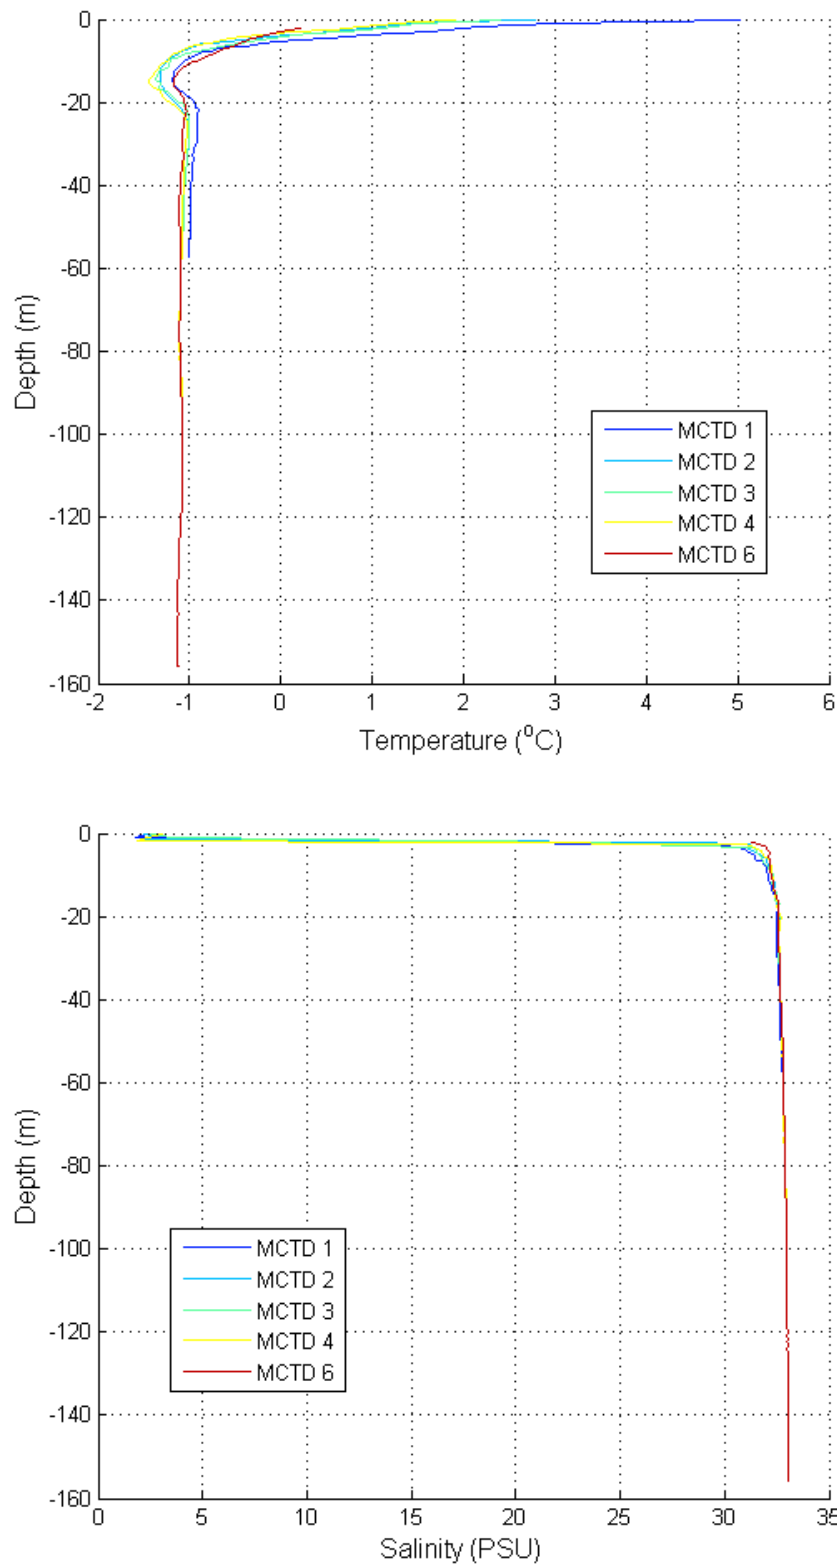 0
-20
-40
-60
-80
-100
-120
-140
-160
Depth (m)
-2 -1 0 1 2 3 4 5 6
Temperature (°C)
MCTD 1
MCTD 2
MCTD 3
MCTD 4
MCTD 6
0
-20
-40
-60
-80
-100
-120
-140
-160
Depth (m)
0 5 10 15 20 25 30 35
Salinity (PSU)
MCTD 1
MCTD 2
MCTD 3
MCTD 4
MCTD 6